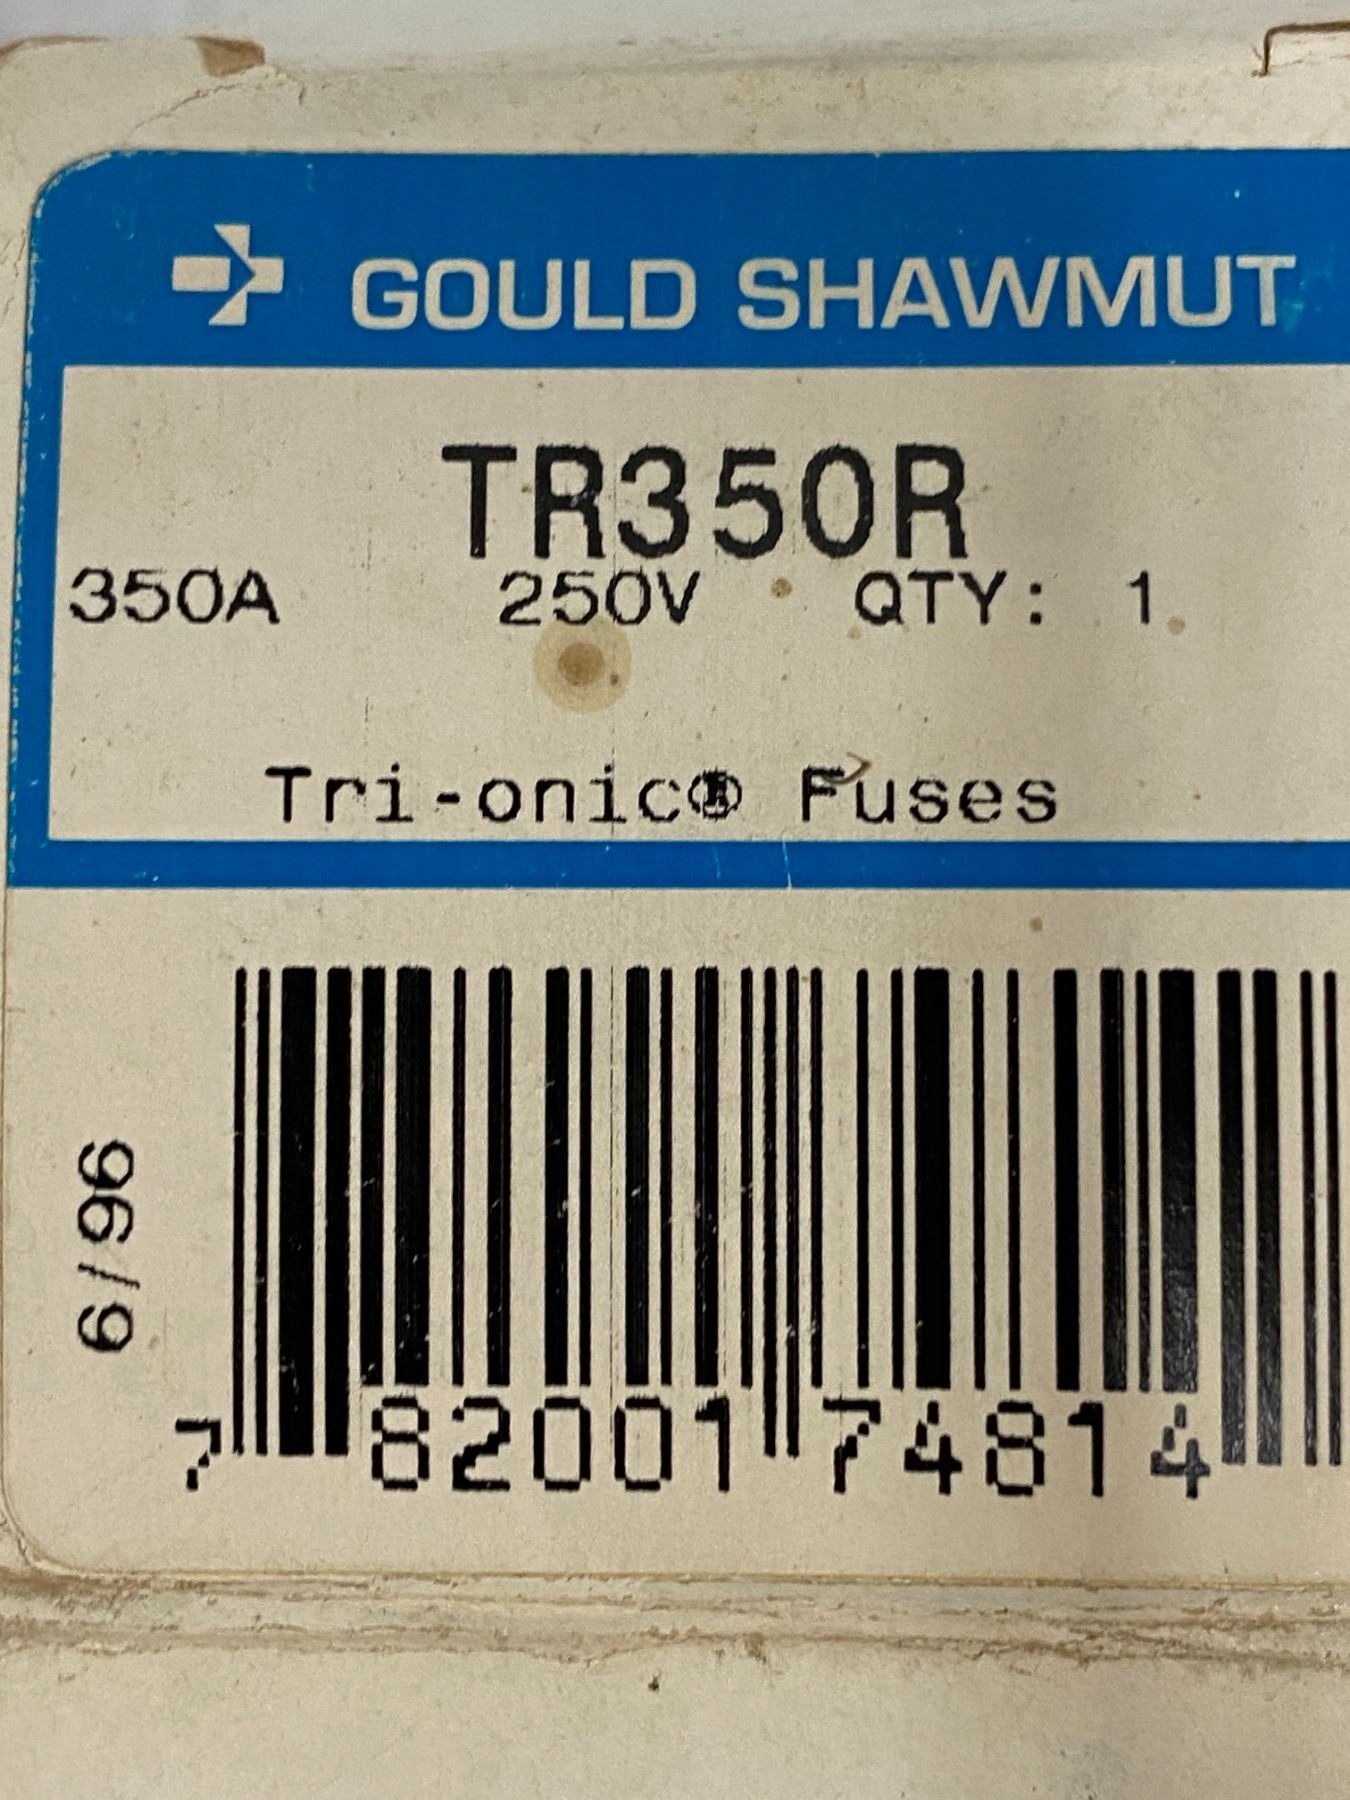 GOULD SHAWMUT
TR350R
350A 250V QTY: 1
Tri-onic® Fuses
6/96
7 82001 74814